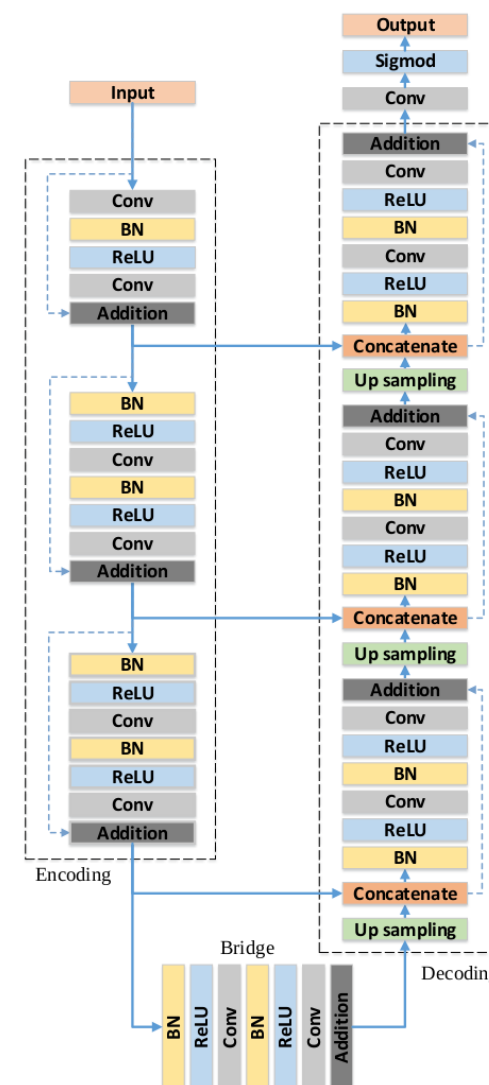 Input
Conv
BN
ReLU
Conv
Addition
BN
ReLU
Conv
BN
ReLU
Conv
Addition
BN
ReLU
Conv
BN
ReLU
Conv
Addition
Encoding
Bridge
BN
ReLU
Conv
BN
ReLU
Conv
Addition
Output
Sigmod
Conv
Addition
Conv
ReLU
BN
Conv
ReLU
BN
Concatenate
Up sampling
Addition
Conv
ReLU
BN
Conv
ReLU
BN
Concatenate
Up sampling
Addition
Conv
ReLU
BN
Conv
ReLU
BN
Concatenate
Up sampling
Decodin